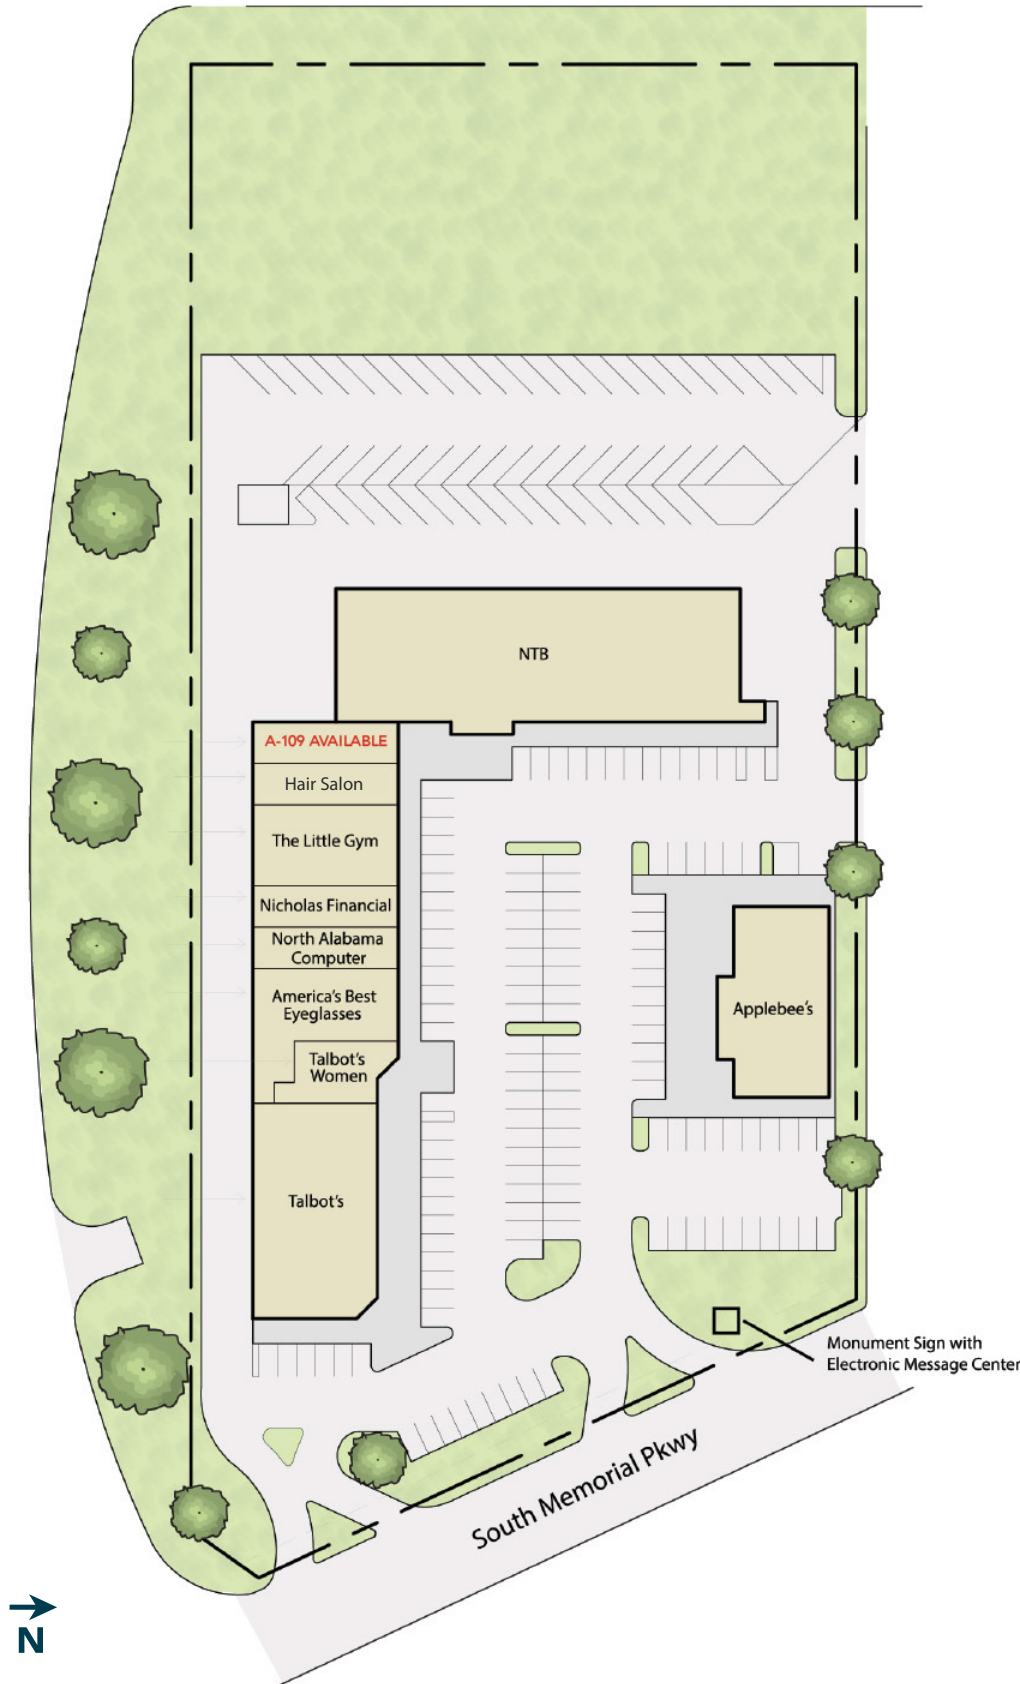 NTB
A-109 AVAILABLE
Hair Salon
The Little Gym
Nicholas Financial
North Alabama
Computer
America's Best
Eyeglasses
Talbot's
Women
Talbot's
Applebee's
Monument Sign with
Electronic Message Center
South Memorial Pkwy
N